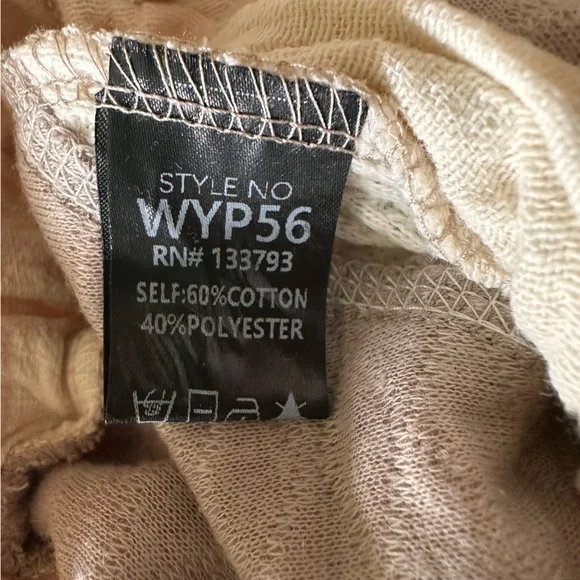 STYLE NO
WYP56
RN# 133793
SELF:60%COTTON
40%POLYESTER